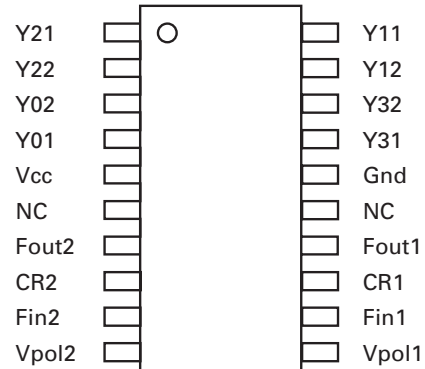 Y21 Y11
Y22 Y12
Y02 Y32
Y01 Y31
Vcc Gnd
NC NC
Fout2 Fout1
CR2 CR1
Fin2 Fin1
Vpol2 Vpol1